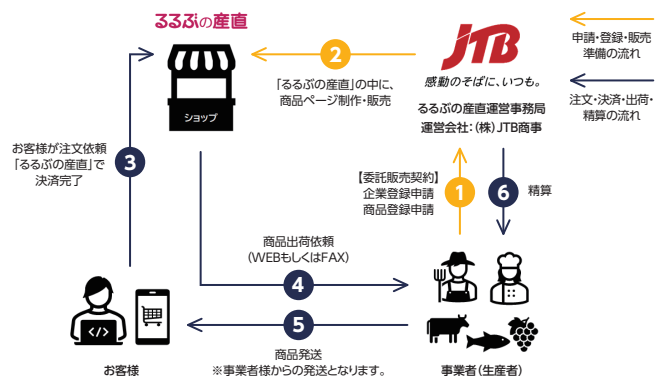 るるぶの産直
ショップ
2
「るるぶの産直」の中に、
商品ページ制作・販売
JTB
感動のそばに、いつも。
るるぶの産直運営事務局
運営会社：(株)JTB商事
申請・登録・販売
準備の流れ
注文・決済・出荷・
精算の流れ
お客様が注文依頼
「るるぶの産直」で
決済完了
3
【委託販売契約】
企業登録申請
商品登録申請
1
6
精算
商品出荷依頼
(WEBもしくはFAX)
4
5
商品発送
※事業者様からの発送となります。
</>
お客様
事業者(生産者)